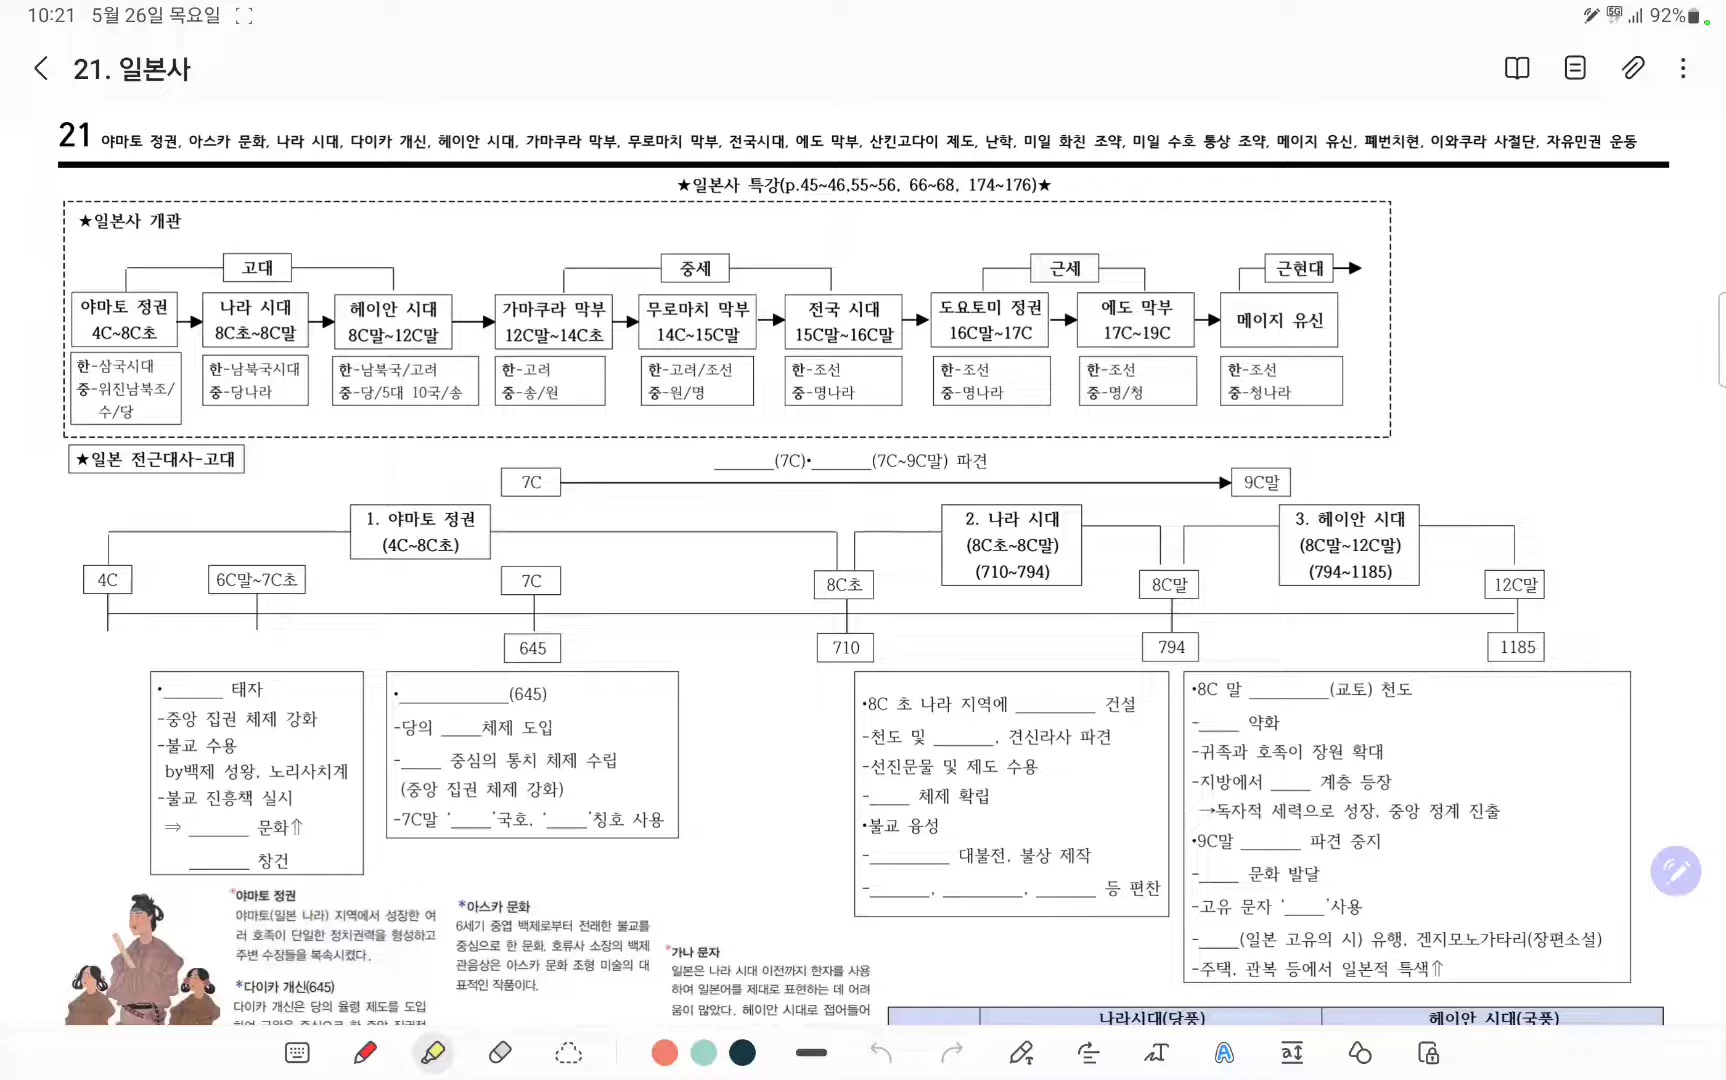 10:21 5월 26일 목요일
5G 92%
21. 일본사
21 야마토 정권, 아스카 문화, 나라 시대, 다이카 개신, 헤이안 시대, 가마쿠라 막부, 무로마치 막부, 전국시대, 에도 막부, 산킨고다이 제도, 난학, 미일 화친 조약, 미일 수호 통상 조약, 메이지 유신, 폐번치현, 이와쿠라 사절단, 자유민권 운동
★일본사 특강(p.45~46,55~56, 66~68, 174~176)★
★일본사 개관
고대 중세 근세 근현대
야마토 정권
4C~8C초
나라 시대
8C초~8C말
헤이안 시대
8C말~12C말
가마쿠라 막부
12C말~14C초
무로마치 막부
14C~15C말
전국 시대
15C말~16C말
도요토미 정권
16C말~17C
에도 막부
17C~19C
메이지 유신
한-삼국시대
중-위진남북조/
수/당
한-남북국시대
중-당나라
한-남북국/고려
중-당/5대 10국/송
한-고려
중-송/원
한-고려/조선
중-원/명
한-조선
중-명나라
한-조선
중-명나라
한-조선
중-명/청
한-조선
중-청나라
★일본 전근대사-고대
______(7C)•______(7C~9C말) 파견
7C 9C말
1. 야마토 정권
(4C~8C초)
2. 나라 시대
(8C초~8C말)
(710~794)
3. 헤이안 시대
(8C말~12C말)
(794~1185)
4C 6C말~7C초 7C 8C초 8C말 12C말
645 710 794 1185
•______ 태자
-중앙 집권 체제 강화
-불교 수용
by백제 성왕, 노리사치계
-불교 진흥책 실시
⇒ ______ 문화⇑
______ 창건
•___________(645)
-당의 ____체제 도입
-____ 중심의 통치 체제 수립
(중앙 집권 체제 강화)
-7C말 '____'국호, '____'칭호 사용
•8C 초 나라 지역에 ________ 건설
-천도 및 ______, 견신라사 파견
-선진문물 및 제도 수용
-____ 체제 확립
•불교 융성
-________ 대불전, 불상 제작
-______, ________, ______ 등 편찬
•8C 말 ________(교토) 천도
-____ 약화
-귀족과 호족이 장원 확대
-지방에서 ____ 계층 등장
→독자적 세력으로 성장, 중앙 정계 진출
•9C말 ______ 파견 중지
-____ 문화 발달
-고유 문자 '____'사용
-____(일본 고유의 시) 유행, 겐지모노가타리(장편소설)
-주택, 관복 등에서 일본적 특색⇑
*야마토 정권
야마토(일본 나라) 지역에서 성장한 여
러 호족이 단일한 정치권력을 형성하고
주변 수장들을 복속시켰다.
*다이카 개신(645)
다이카 개신은 당의 율령 제도를 도입
*아스카 문화
6세기 중엽 백제로부터 전래한 불교를
중심으로 한 문화. 호류사 소장의 백제
관음상은 아스카 문화 조형 미술의 대
표적인 작품이다.
*가나 문자
일본은 나라 시대 이전까지 한자를 사용
하여 일본어를 제대로 표현하는 데 어려
움이 많았다. 헤이안 시대로 접어들어
나라시대(당풍) 헤이안 시대(국풍)